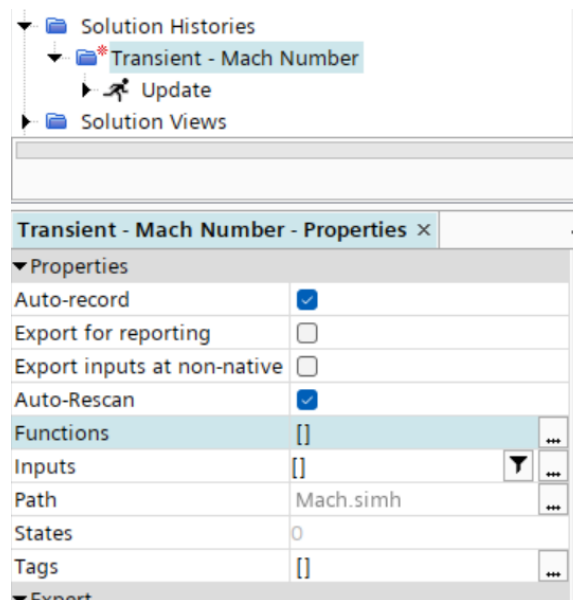 Solution Histories
Transient - Mach Number
Update
Solution Views
Transient - Mach Number - Properties ×
Properties
Auto-record
Export for reporting
Export inputs at non-native
Auto-Rescan
Functions []
Inputs []
Path Mach.simh
States 0
Tags []
Expert